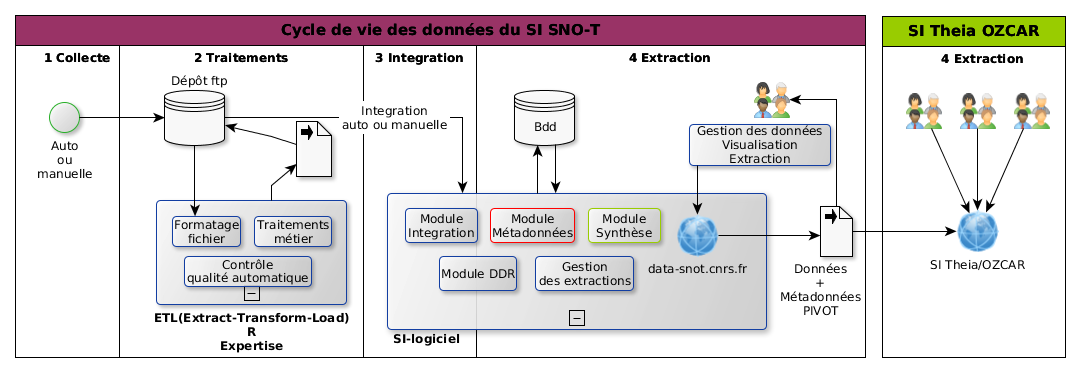 Cycle de vie des données du SI SNO-T
SI Theia OZCAR
1 Collecte
2 Traitements
3 Integration
4 Extraction
4 Extraction
Dépôt ftp
Auto
ou
manuelle
Integration
auto ou manuelle
Bdd
Gestion des données
Visualisation
Extraction
Formatage
fichier
Traitements
métier
Contrôle
qualité automatique
ETL(Extract-Transform-Load)
R
Expertise
Module
Integration
Module
Métadonnées
Module
Synthèse
Module DDR
Gestion
des extractions
data-snot.cnrs.fr
SI-logiciel
Données
+
Métadonnées
PIVOT
SI Theia/OZCAR